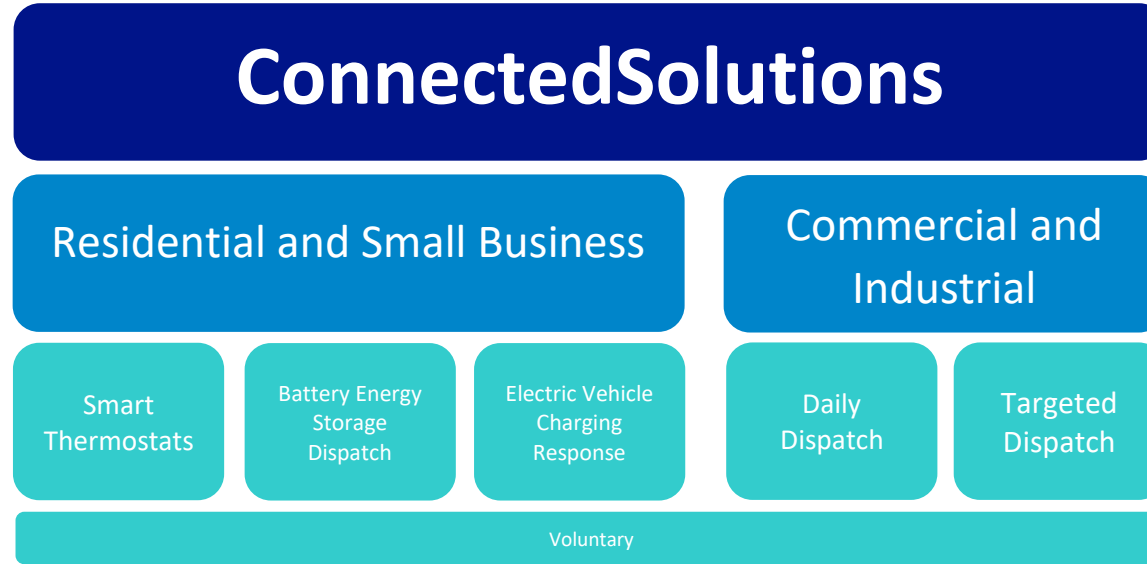 ConnectedSolutions
Residential and Small Business
Commercial and
Industrial
Smart
Thermostats
Battery Energy
Storage
Dispatch
Electric Vehicle
Charging
Response
Daily
Dispatch
Targeted
Dispatch
Voluntary